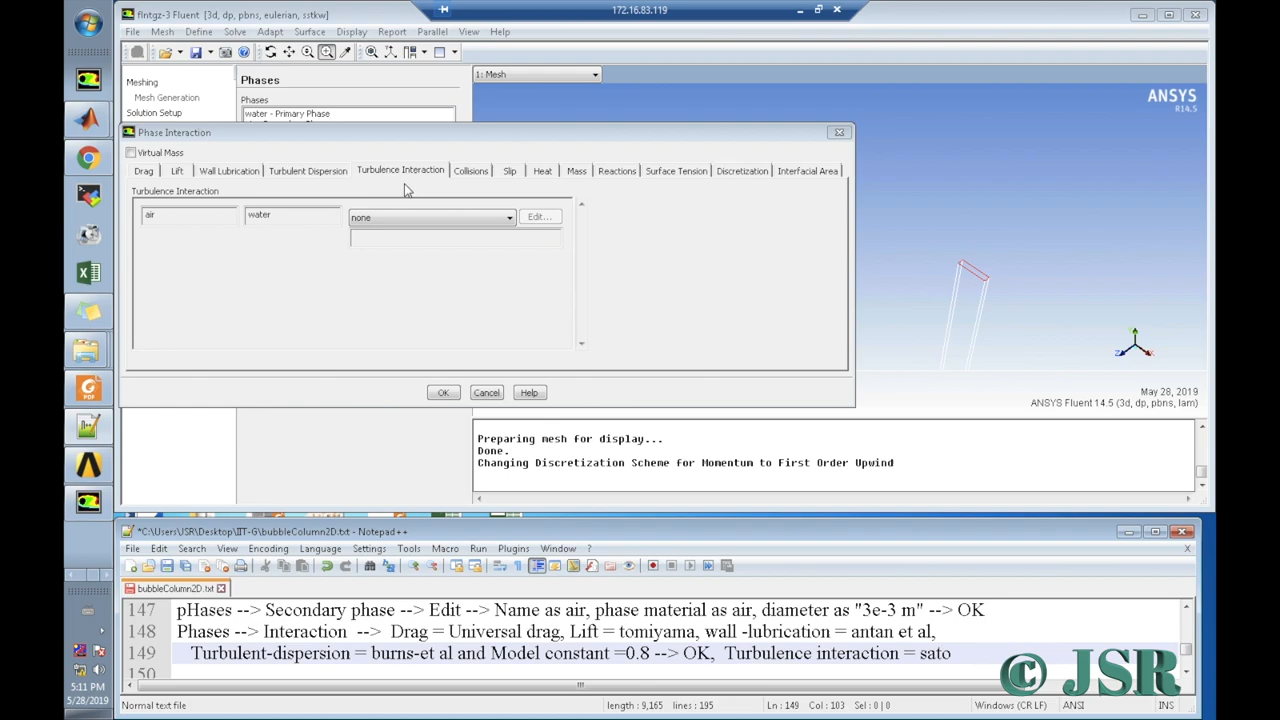 172.16.83.119
flntgz-3 Fluent [3d, dp, pbns, eulerian, sstkw]
File Mesh Define Solve Adapt Surface Display Report Parallel View Help
Meshing
Mesh Generation
Solution Setup
Phases
Phases
water - Primary Phase
1: Mesh
ANSYS
R14.5
Phase Interaction
Virtual Mass
Drag Lift Wall Lubrication Turbulent Dispersion Turbulence Interaction Collisions Slip Heat Mass Reactions Surface Tension Discretization Interfacial Area
Turbulence Interaction
air water none Edit...
OK Cancel Help
May 28, 2019
ANSYS Fluent 14.5 (3d, dp, pbns, lam)
Preparing mesh for display...
Done.
Changing Discretization Scheme for Momentum to First Order Upwind
*C:\Users\JSR\Desktop\IIT-G\bubbleColumn2D.txt - Notepad++
File Edit Search View Encoding Language Settings Tools Macro Run Plugins Window ?
X
bubbleColumn2D.txt
147 pHases --> Secondary phase --> Edit --> Name as air, phase material as air, diameter as "3e-3 m" --> OK
148 Phases --> Interaction --> Drag = Universal drag, Lift = tomiyama, wall -lubrication = antan et al,
149 Turbulent-dispersion = burns-et al and Model constant =0.8 --> OK, Turbulence interaction = sato
150
© JSR
Normal text file length : 9,165 lines : 195 Ln : 149 Col : 103 Sel : 0 | 0 Windows (CR LF) ANSI INS
PDF
5:11 PM
5/28/2019